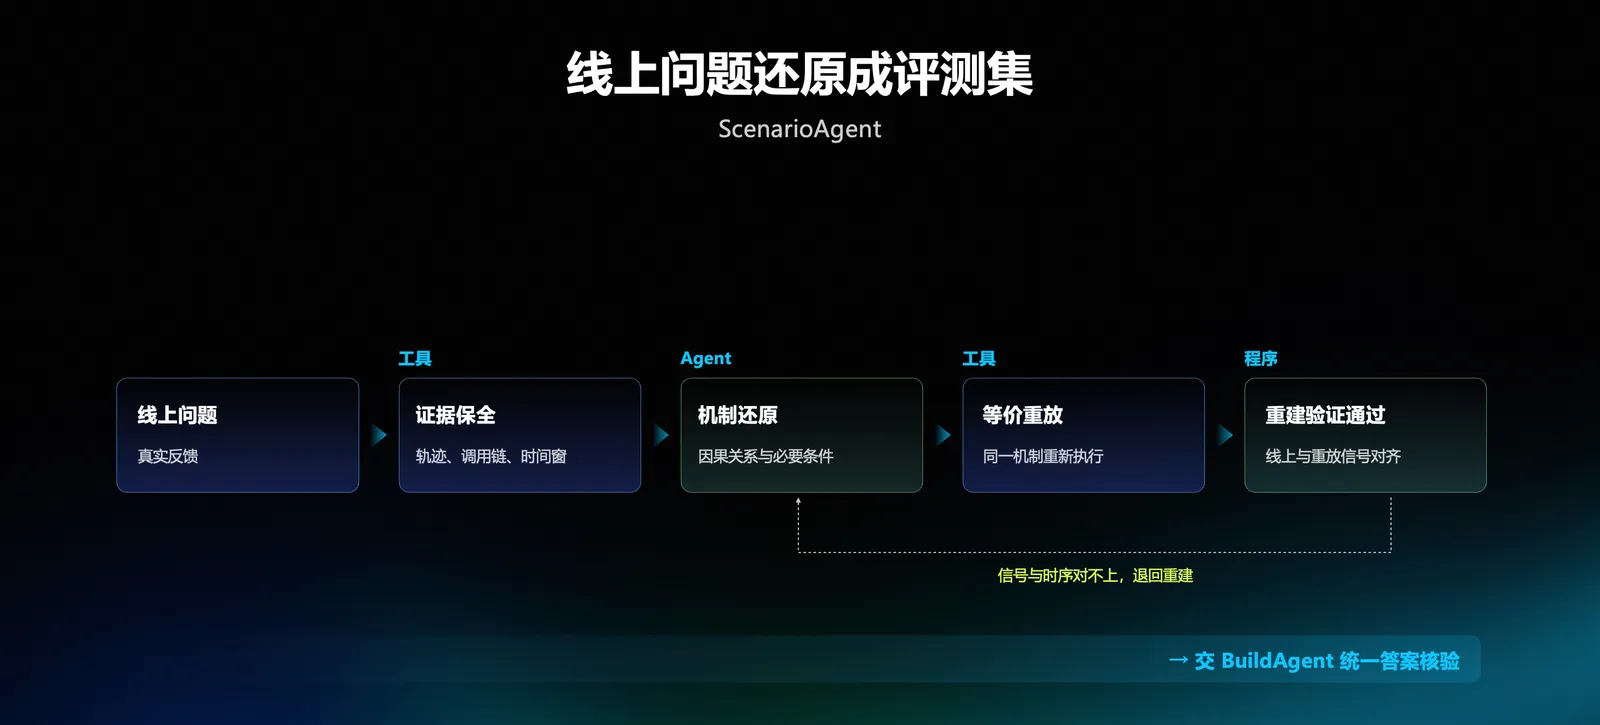 线上问题还原成评测集
ScenarioAgent
线上问题
真实反馈
工具
证据保全
轨迹、调用链、时间窗
Agent
机制还原
因果关系与必要条件
工具
等价重放
同一机制重新执行
程序
重建验证通过
线上与重放信号对齐
信号与时序对不上，退回重建
→ 交 BuildAgent 统一答案核验